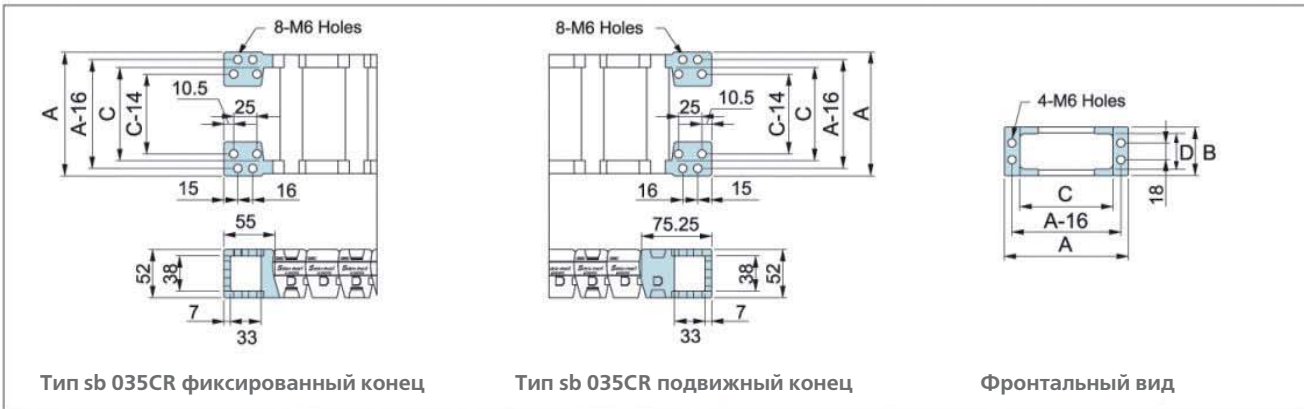 8-M6 Holes
A
A-16
C
C-14
10.5
25
15
16
55
52
38
7
33
Тип sb 035CR фиксированный конец
8-M6 Holes
25
10.5
C-14
C
A-16
A
16
15
75.25
38
52
7
33
Тип sb 035CR подвижный конец
4-M6 Holes
D
B
18
C
A-16
A
Фронтальный вид